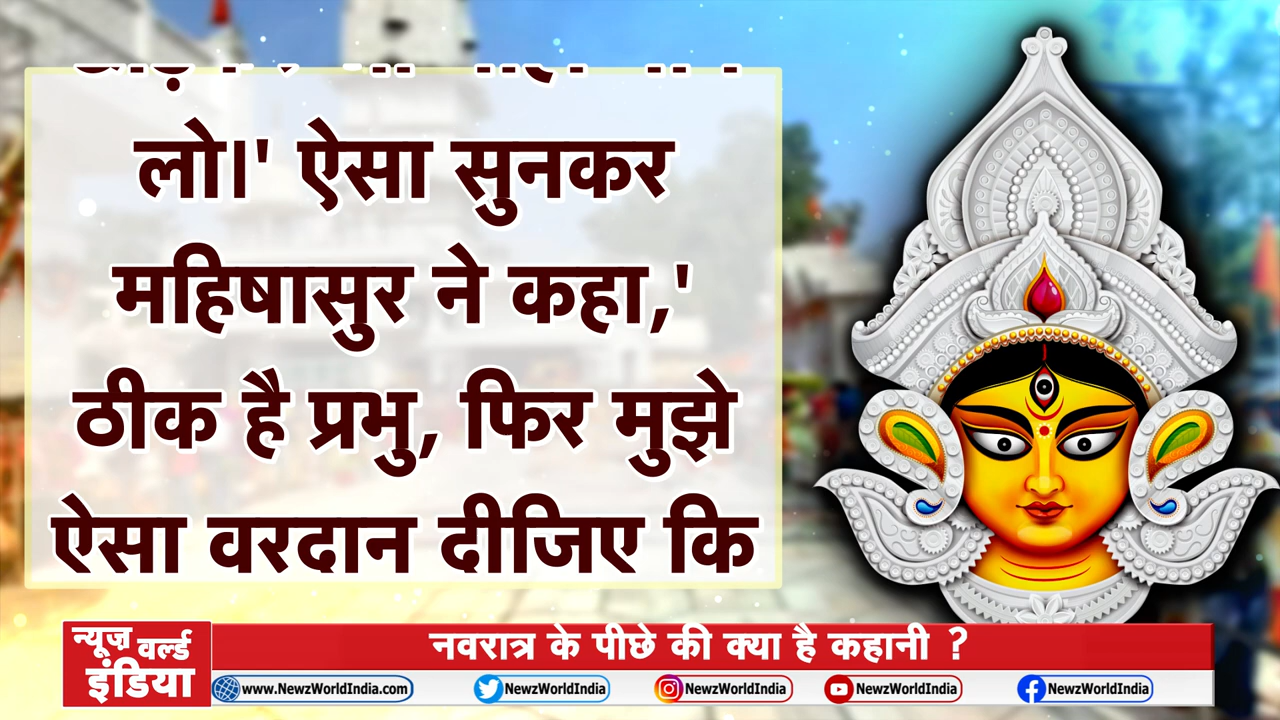 लो।' ऐसा सुनकर
महिषासुर ने कहा,'
ठीक है प्रभु, फिर मुझे
ऐसा वरदान दीजिए कि
न्यूज़ वर्ल्ड
इंडिया
नवरात्र के पीछे की क्या है कहानी ?
www.NewzWorldIndia.com
NewzWorldIndia
NewzWorldIndia
NewzWorldIndia
NewzWorldIndia